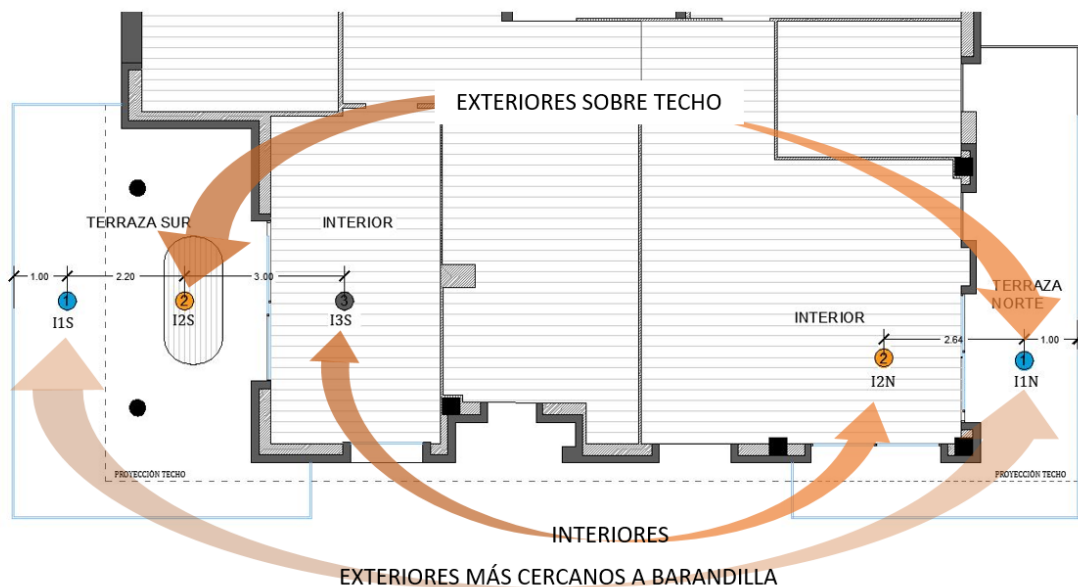 EXTERIORES SOBRE TECHO
TERRAZA SUR
INTERIOR
1.00
2.20
3.00
1
2
3
I1S
I2S
I3S
TERRAZA
NORTE
INTERIOR
2.64
1.00
2
1
I2N
I1N
PROYECCIÓN TECHO
PROYECCIÓN TECHO
INTERIORES
EXTERIORES MÁS CERCANOS A BARANDILLA